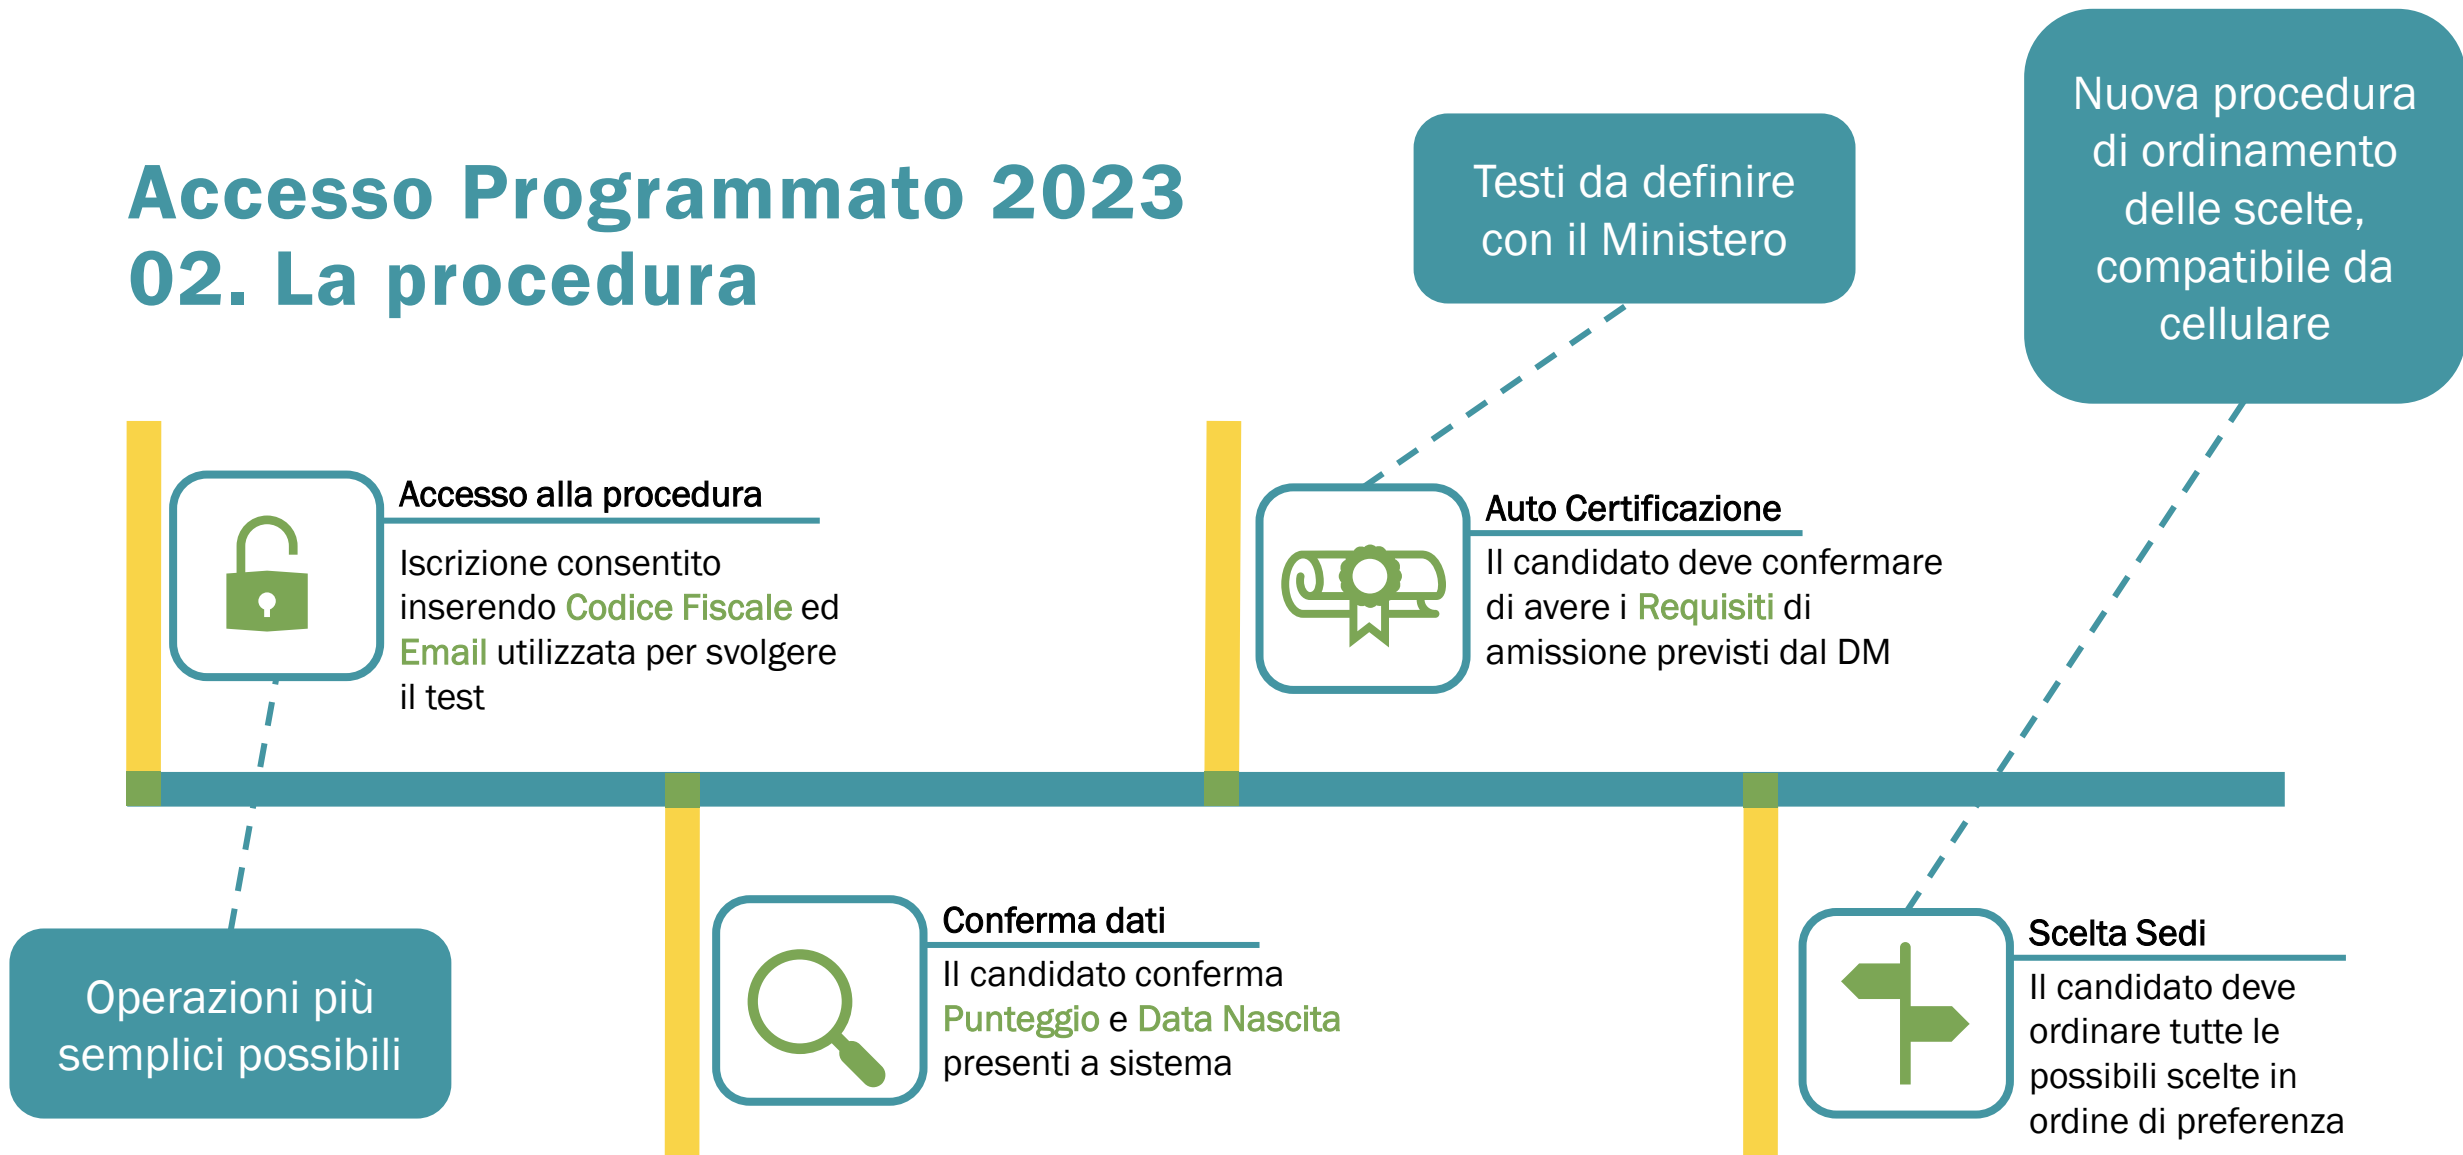 Accesso Programmato 2023
02. La procedura
Testi da definire
con il Ministero
Nuova procedura
di ordinamento
delle scelte,
compatibile da
cellulare
Accesso alla procedura
Iscrizione consentito
inserendo Codice Fiscale ed
Email utilizzata per svolgere
il test
Auto Certificazione
Il candidato deve confermare
di avere i Requisiti di
amissione previsti dal DM
Operazioni più
semplici possibili
Conferma dati
Il candidato conferma
Punteggio e Data Nascita
presenti a sistema
Scelta Sedi
Il candidato deve
ordinare tutte le
possibili scelte in
ordine di preferenza